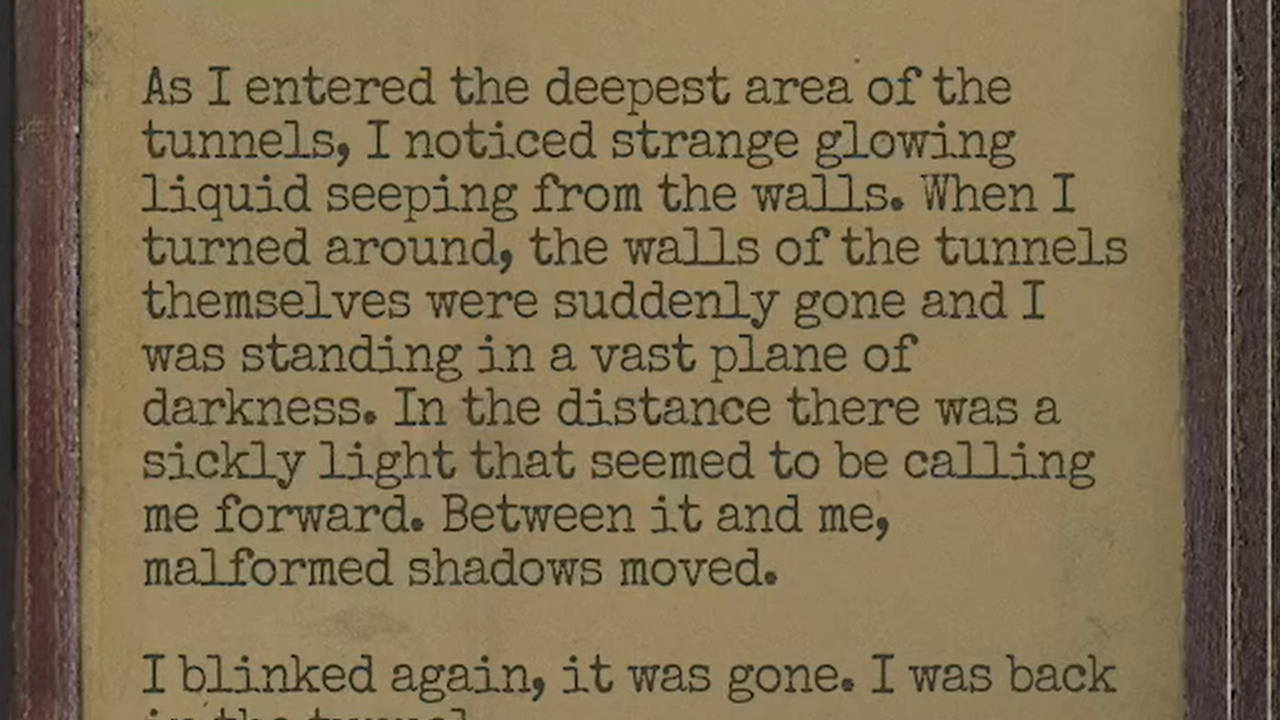 As I entered the deepest area of the
tunnels, I noticed strange glowing
liquid seeping from the walls. When I
turned around, the walls of the tunnels
themselves were suddenly gone and I
was standing in a vast plane of
darkness. In the distance there was a
sickly light that seemed to be calling
me forward. Between it and me,
malformed shadows moved.
I blinked again, it was gone. I was back
in the tunnel